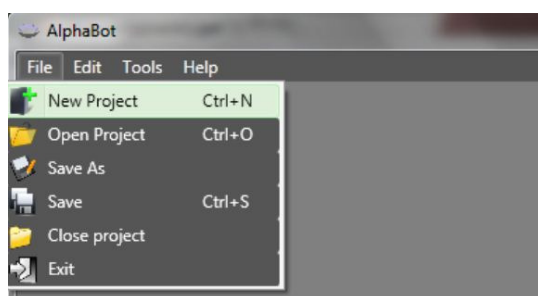 AlphaBot
File Edit Tools Help
New Project Ctrl+N
Open Project Ctrl+O
Save As
Save Ctrl+S
Close project
Exit